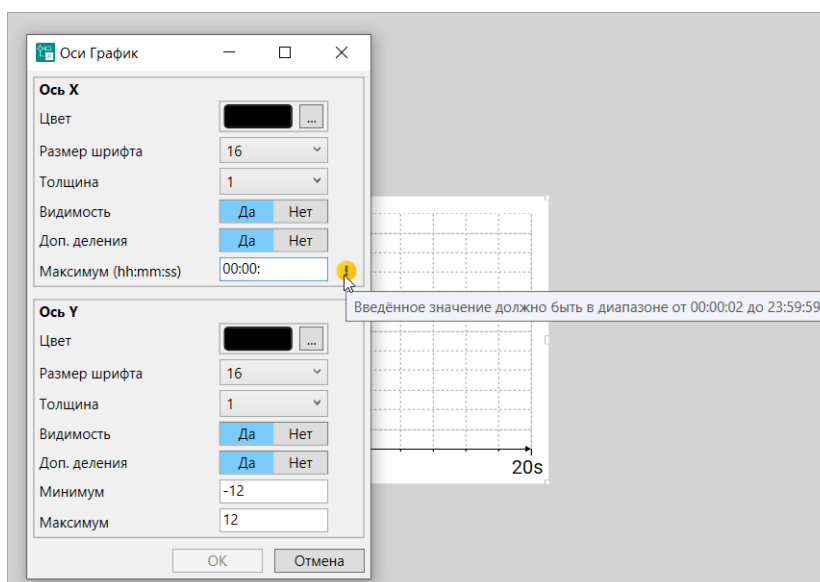 Оси График
Ось X
Цвет
...
Размер шрифта 16
Толщина 1
Видимость Да Нет
Доп. деления Да Нет
Максимум (hh:mm:ss) 00:00:
Введённое значение должно быть в диапазоне от 00:00:02 до 23:59:59
Ось Y
Цвет
...
Размер шрифта 16
Толщина 1
Видимость Да Нет
Доп. деления Да Нет
20s
Минимум -12
Максимум 12
OK Отмена